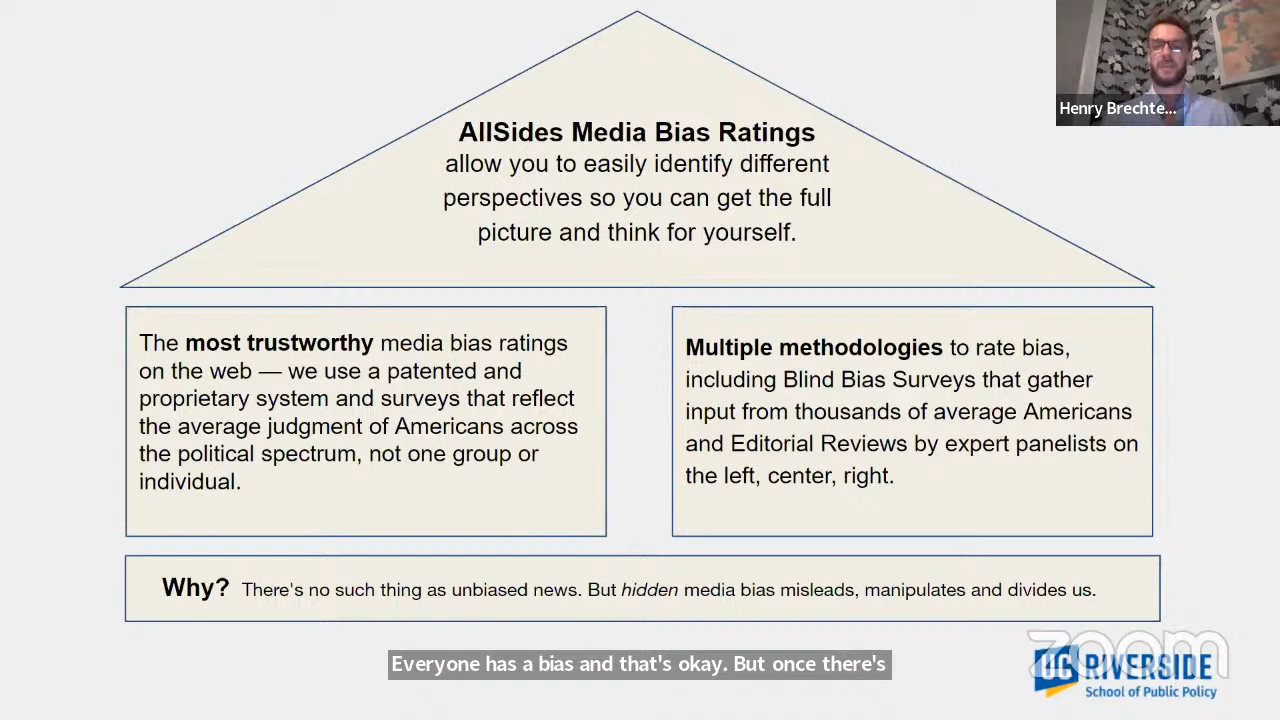 Henry Brechte...
AllSides Media Bias Ratings
allow you to easily identify different
perspectives so you can get the full
picture and think for yourself.
The most trustworthy media bias ratings
on the web — we use a patented and
proprietary system and surveys that reflect
the average judgment of Americans across
the political spectrum, not one group or
individual.
Multiple methodologies to rate bias,
including Blind Bias Surveys that gather
input from thousands of average Americans
and Editorial Reviews by expert panelists on
the left, center, right.
Why? There's no such thing as unbiased news. But hidden media bias misleads, manipulates and divides us.
Everyone has a bias and that's okay. But once there's
zoom
UC RIVERSIDE
School of Public Policy